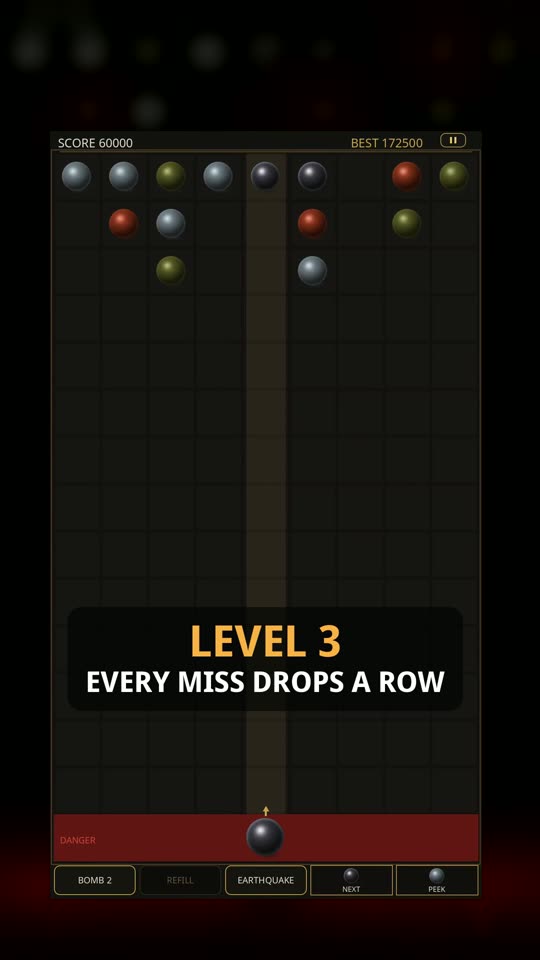 SCORE 60000 BEST 172500
LEVEL 3
EVERY MISS DROPS A ROW
DANGER
BOMB 2 REFILL EARTHQUAKE NEXT PEEK